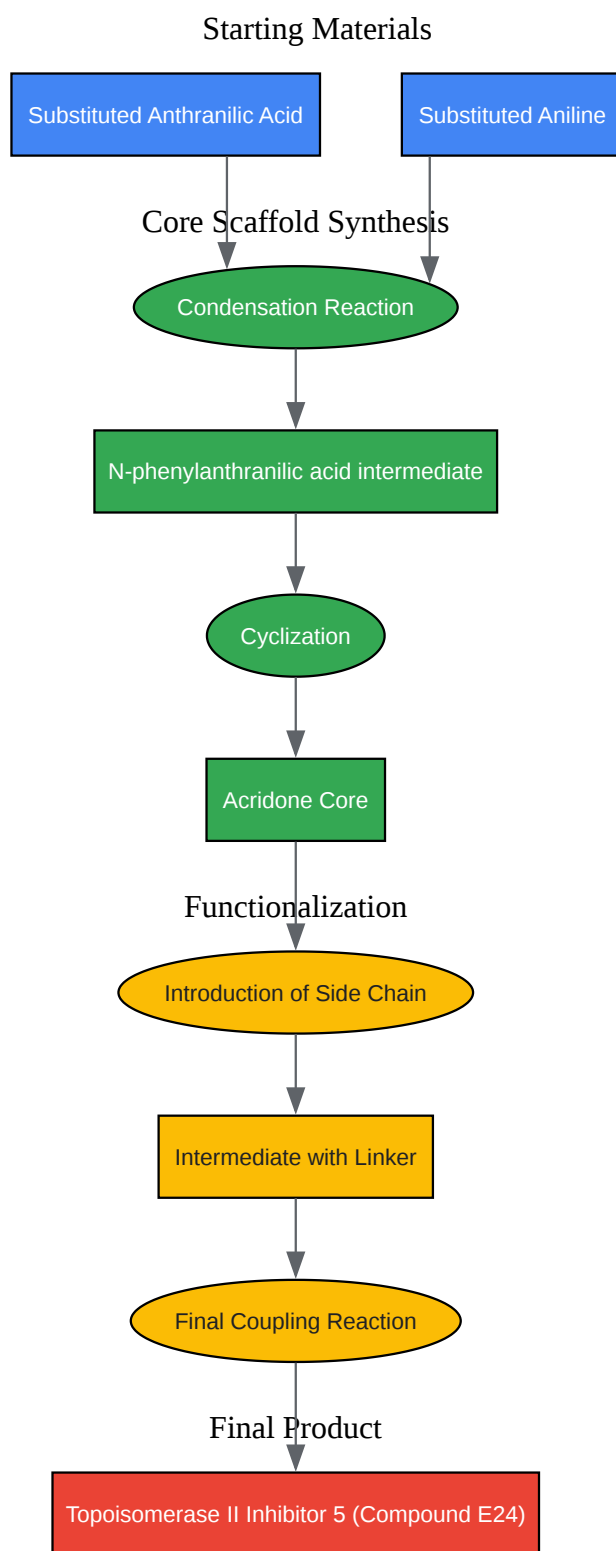 Starting Materials
Substituted Anthranilic Acid
Substituted Aniline
Core Scaffold Synthesis
Condensation Reaction
N-phenylanthranilic acid intermediate
Cyclization
Acridone Core
Functionalization
Introduction of Side Chain
Intermediate with Linker
Final Coupling Reaction
Final Product
Topoisomerase II Inhibitor 5 (Compound E24)